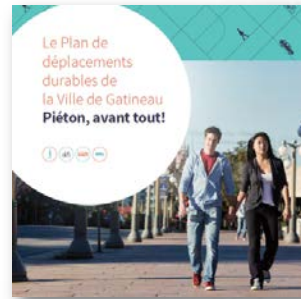 Le Plan de
déplacements
durables de
la Ville de Gatineau
Piéton, avant tout!